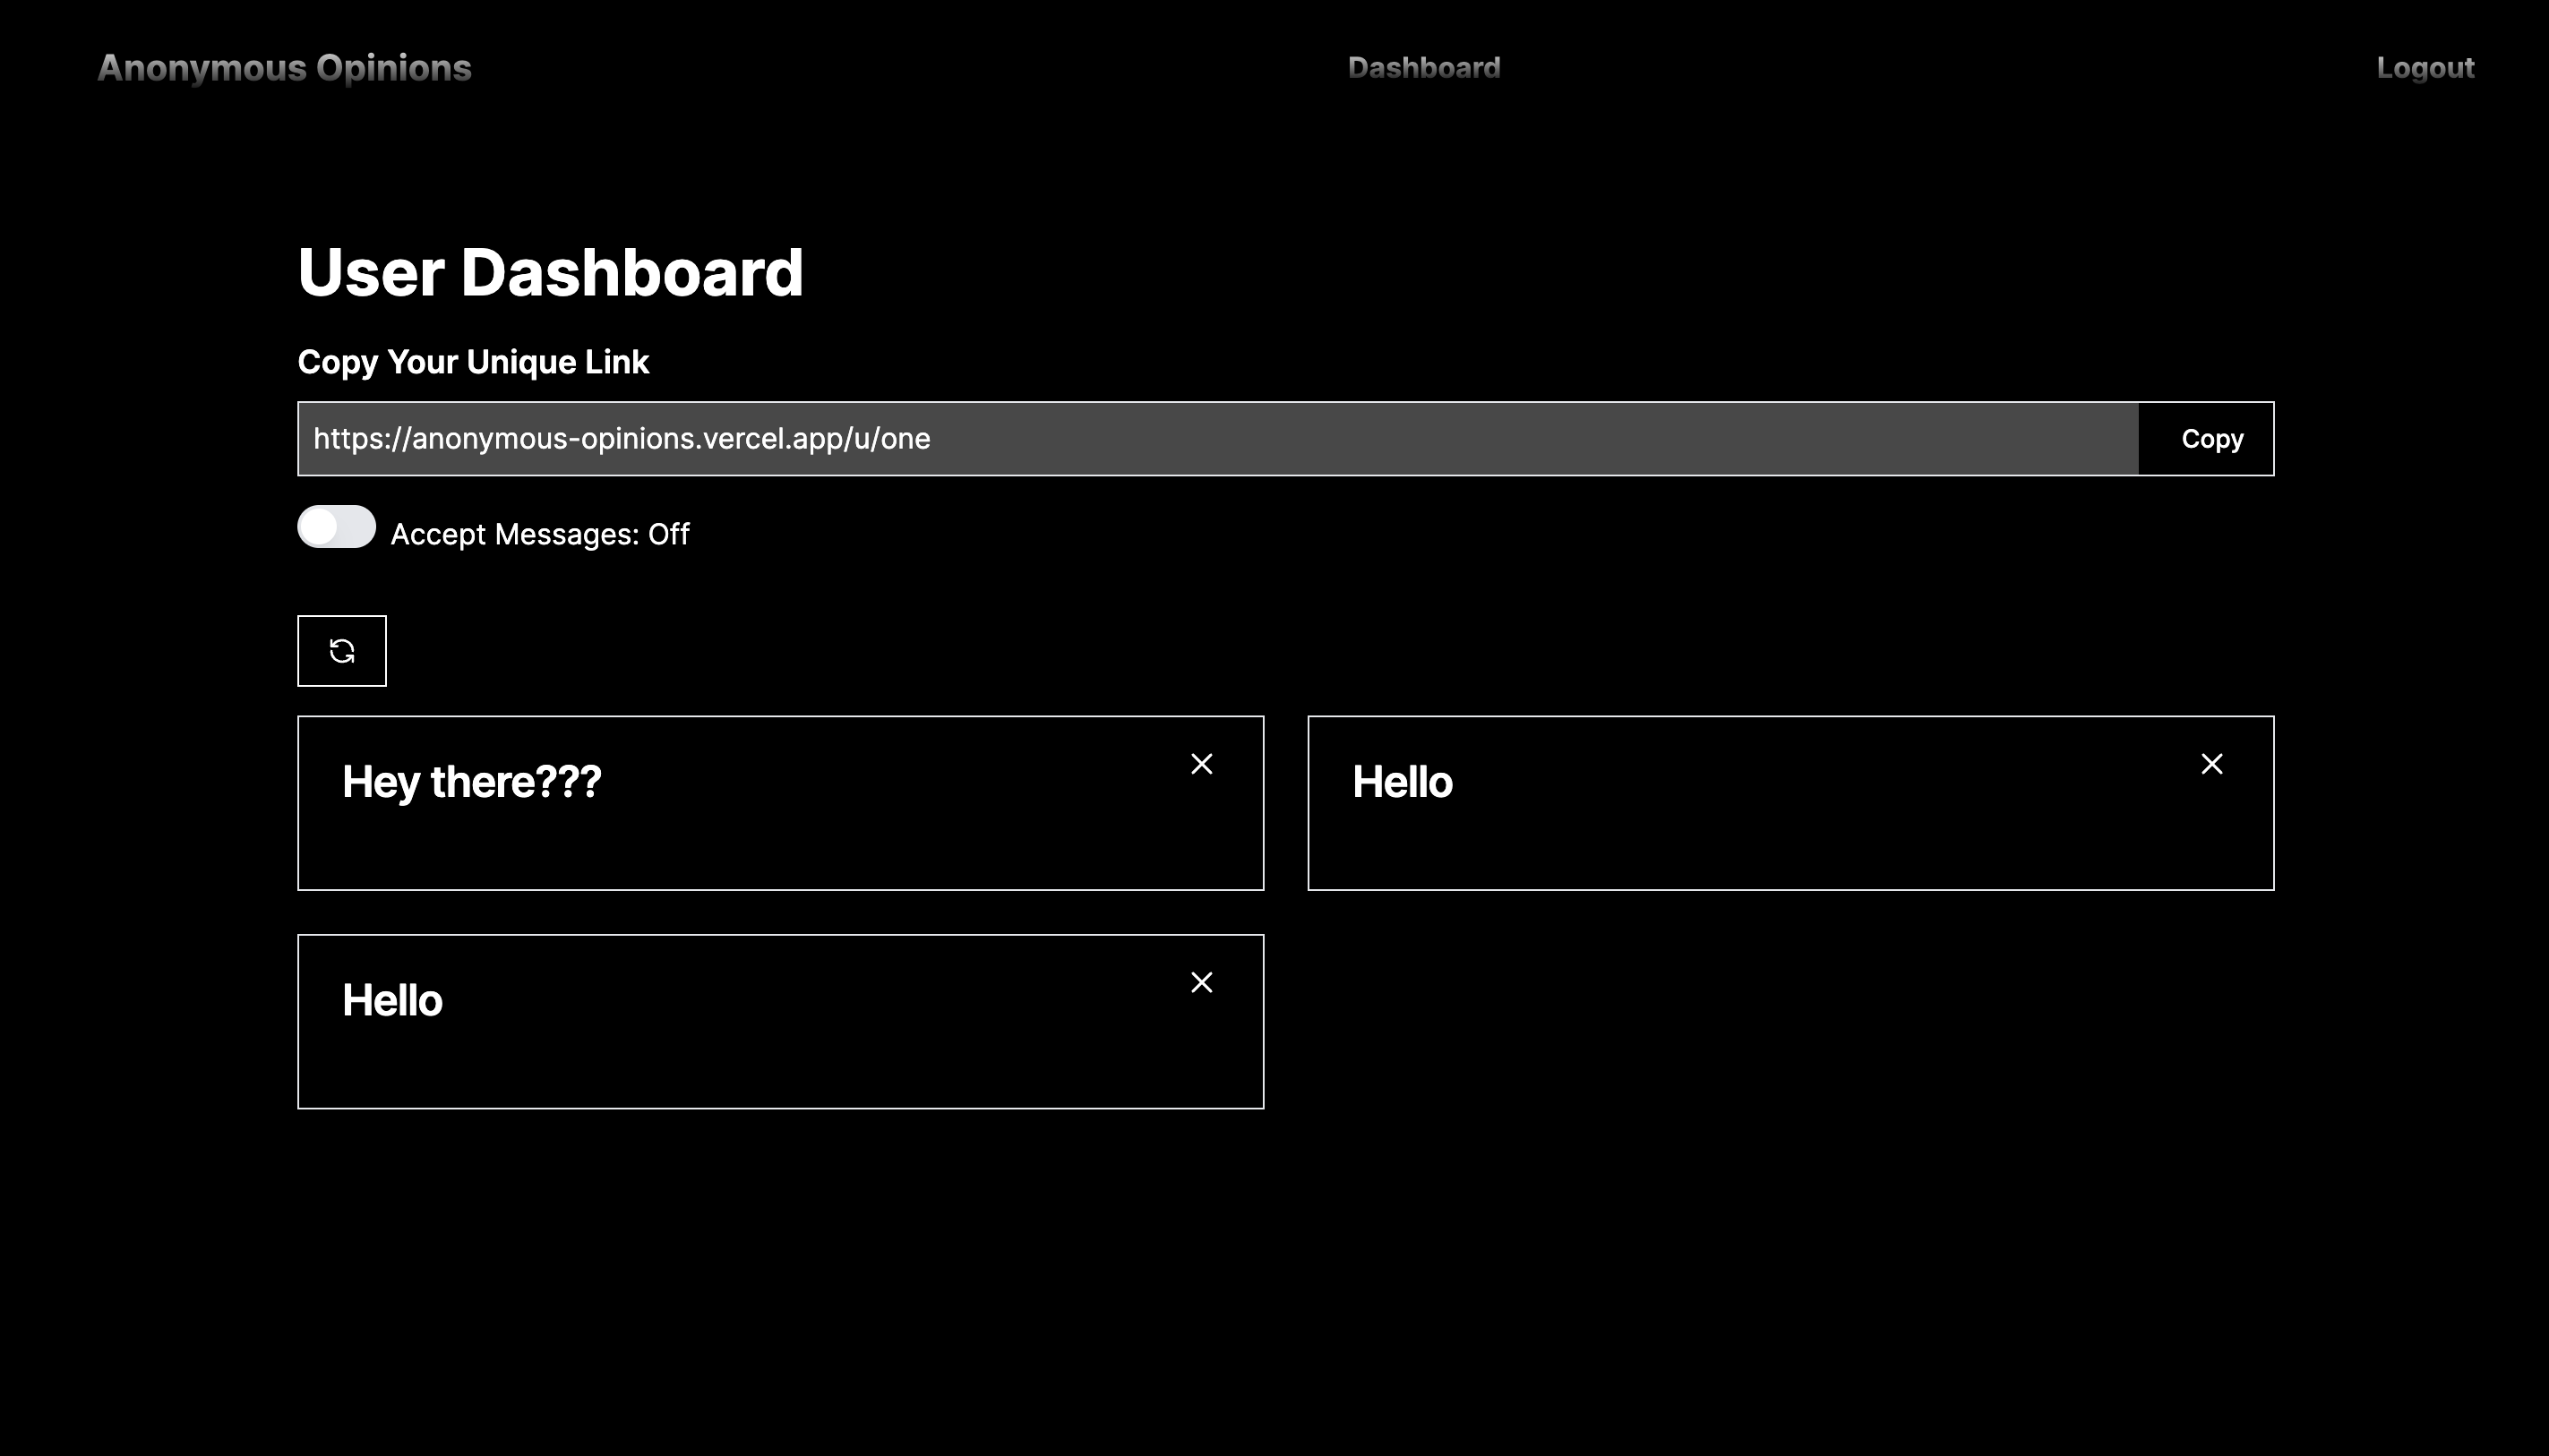 Anonymous Opinions
Dashboard
Logout
User Dashboard
Copy Your Unique Link
https://anonymous-opinions.vercel.app/u/one
Copy
Accept Messages: Off
Hey there???
Hello
Hello